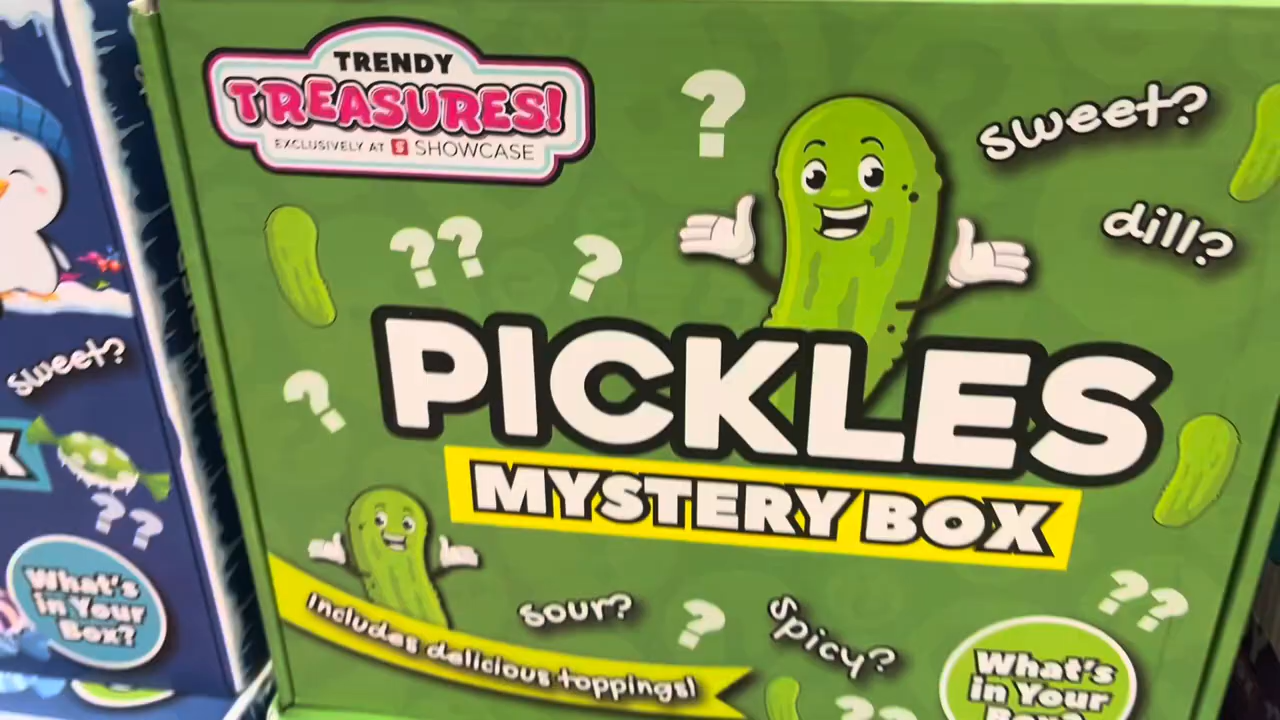 TRENDY
TREASURES!
EXCLUSIVELY AT S SHOWCASE
?
sweet?
dill?
??
?
PICKLES
MYSTERY BOX
?
sour?
?
Spicy?
??
Includes delicious toppings!
What's
in Your
??
sweet?
X
??
What's
in Your
Box?